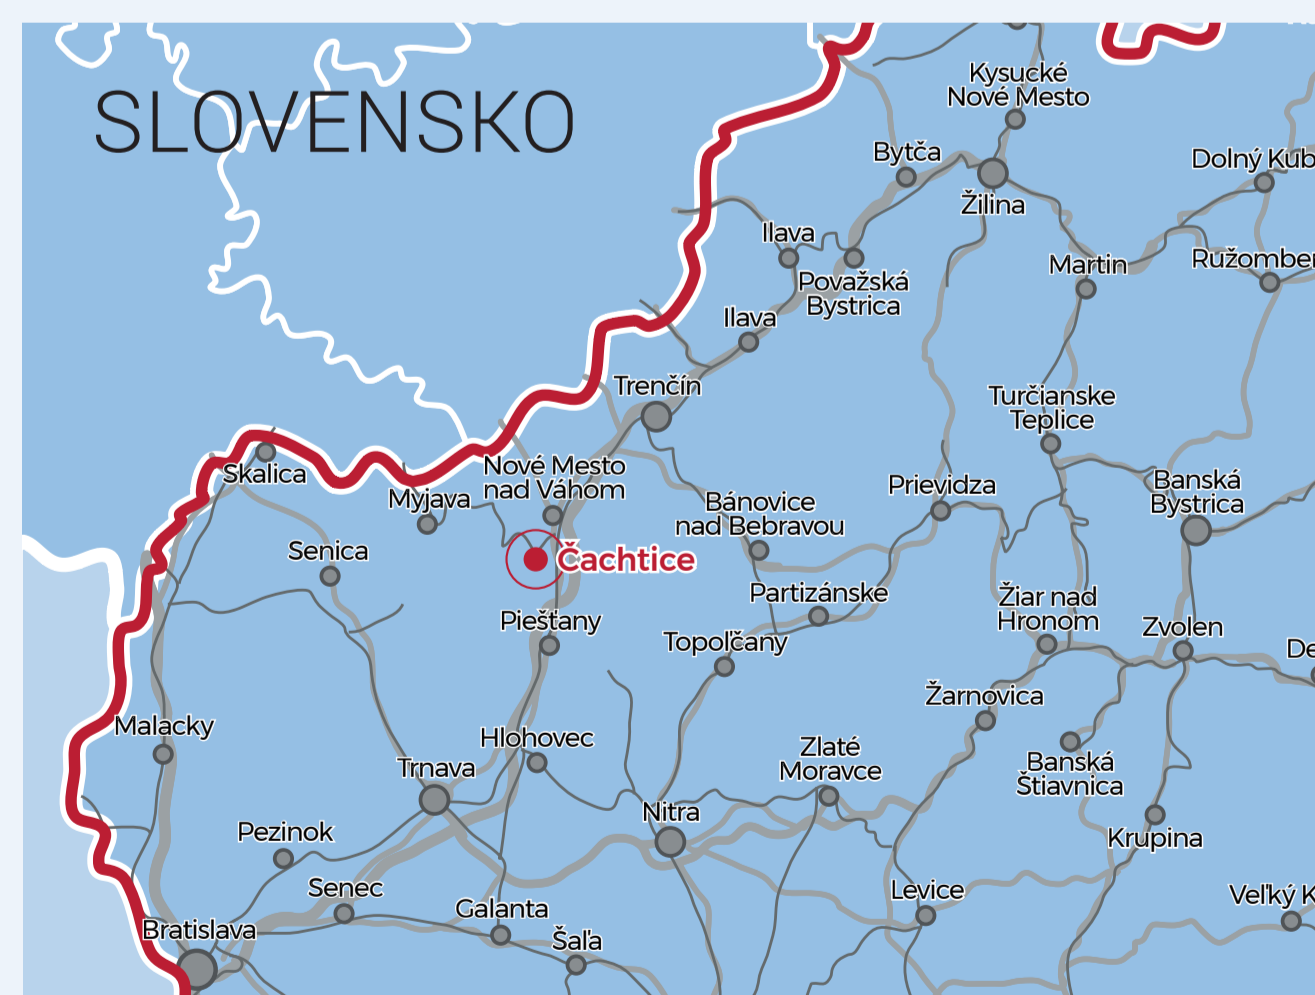 SLOVENSKO
Kysucké
Nové Mesto
Bytča
Dolný Kub
Žilina
Ilava
Považská
Bystrica
Martin
Ružomber
Ilava
Trenčín
Turčianske
Teplice
Skalica
Nové Mesto
nad Váhom
Myjava
Bánovice
nad Bebravou
Prievidza
Banská
Bystrica
Senica
Čachtice
Partizánske
Žiar nad
Hronom
Piešťany
Topoľčany
Zvolen
De
Malacky
Žarnovica
Hlohovec
Trnava
Zlaté
Moravce
Banská
Štiavnica
Nitra
Pezinok
Krupina
Senec
Levice
Veľký K
Galanta
Bratislava
Šaľa